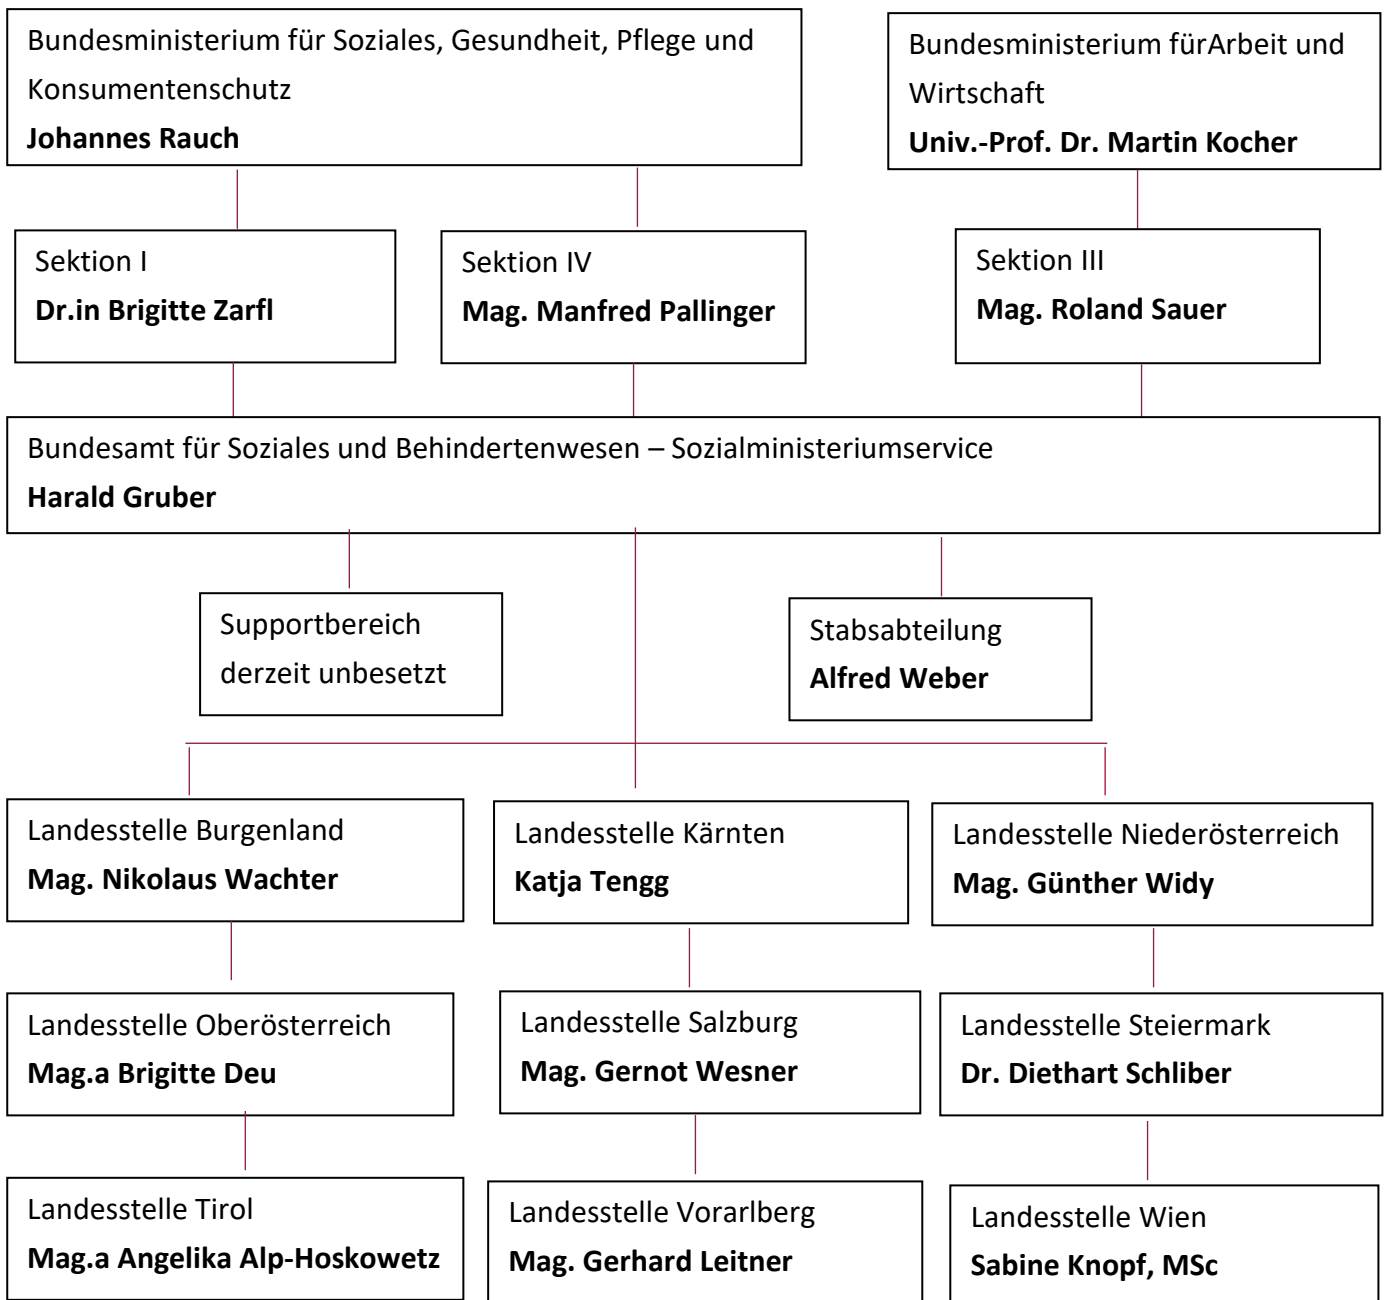 Bundesministerium für Soziales, Gesundheit, Pflege und
Konsumentenschutz
Johannes Rauch
Bundesministerium fürArbeit und
Wirtschaft
Univ.-Prof. Dr. Martin Kocher
Sektion I
Dr.in Brigitte Zarfl
Sektion IV
Mag. Manfred Pallinger
Sektion III
Mag. Roland Sauer
Bundesamt für Soziales und Behindertenwesen – Sozialministeriumservice
Harald Gruber
Supportbereich
derzeit unbesetzt
Stabsabteilung
Alfred Weber
Landesstelle Burgenland
Mag. Nikolaus Wachter
Landesstelle Kärnten
Katja Tengg
Landesstelle Niederösterreich
Mag. Günther Widy
Landesstelle Oberösterreich
Mag.a Brigitte Deu
Landesstelle Salzburg
Mag. Gernot Wesner
Landesstelle Steiermark
Dr. Diethart Schliber
Landesstelle Tirol
Mag.a Angelika Alp-Hoskowetz
Landesstelle Vorarlberg
Mag. Gerhard Leitner
Landesstelle Wien
Sabine Knopf, MSc